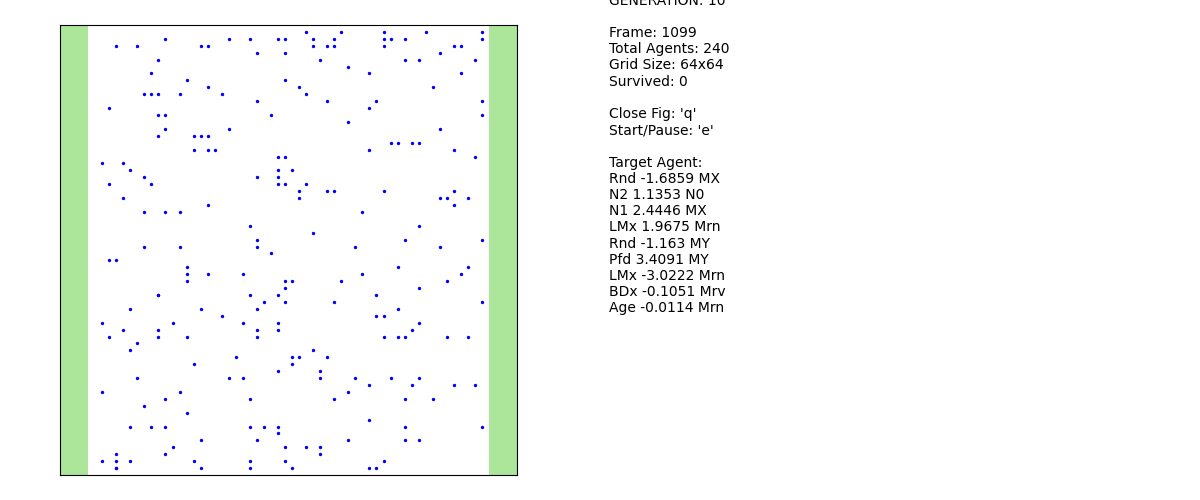 GENERATION: 10
Frame: 1099
Total Agents: 240
Grid Size: 64x64
Survived: 0
Close Fig: 'q'
Start/Pause: 'e'
Target Agent:
Rnd -1.6859 MX
N2 1.1353 N0
N1 2.4446 MX
LMx 1.9675 Mrn
Rnd -1.163 MY
Pfd 3.4091 MY
LMx -3.0222 Mrn
BDx -0.1051 Mrv
Age -0.0114 Mrn